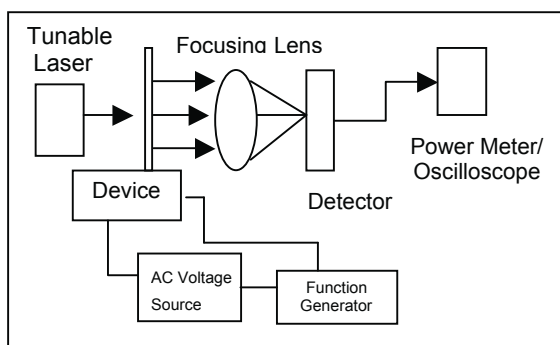 Tunable
Laser
Focusing Lens
Power Meter/
Oscilloscope
Device
Detector
AC Voltage
Source
Function
Generator